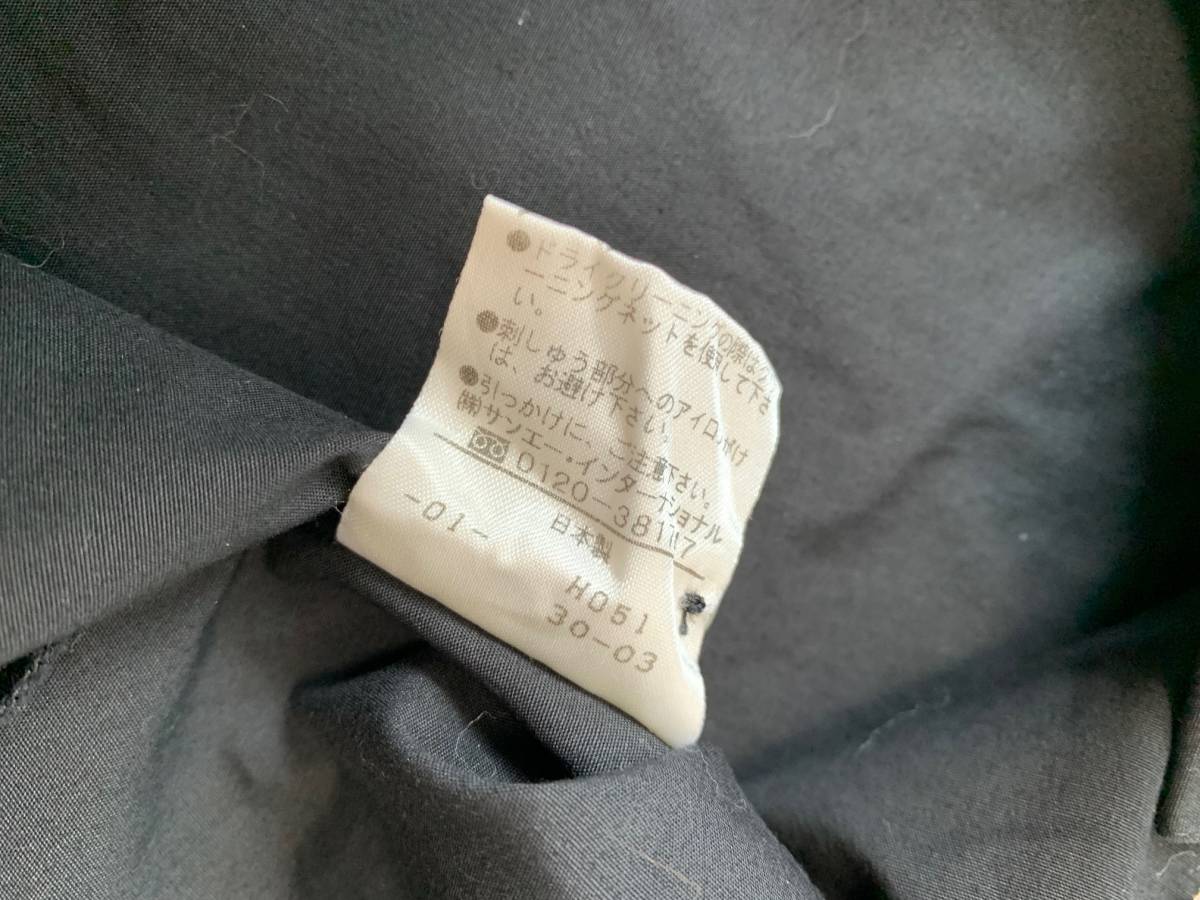 ●ドライクリーニングの際はクリ
ーニングネットを使用して下さ
い。
●刺しゅう部分へのアイロンがけ
は、お避け下さい。
●引っかけに、ご注意下さい。
㈱サンエー・インターナショナル
0120-3811
日本製
-01-
H051
30-03